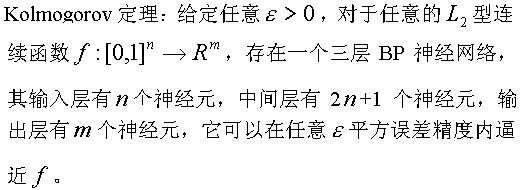 Kolmogorov 定理：给定任意 ε > 0，对于任意的 L₂ 型连
续函数 f : [0,1]ⁿ → Rᵐ，存在一个三层 BP 神经网络，
其输入层有 n 个神经元，中间层有 2n+1 个神经元，输
出层有 m 个神经元，它可以在任意 ε 平方误差精度内逼
近 f 。